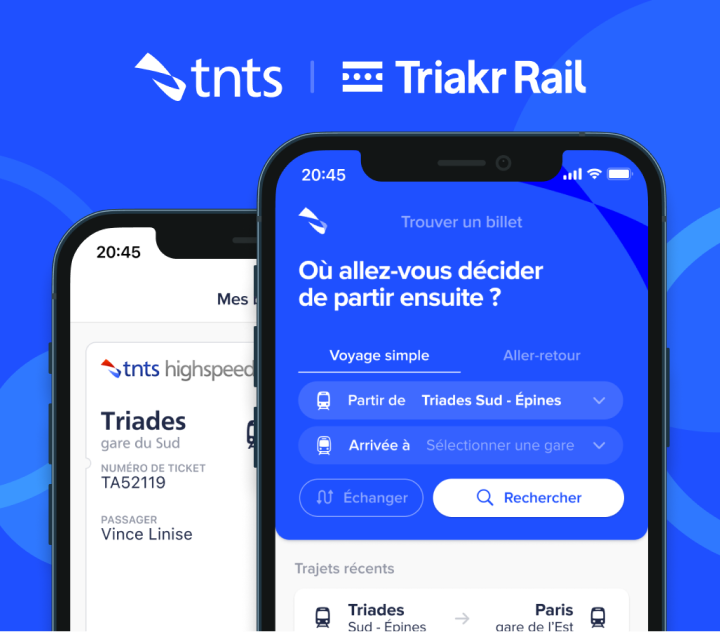 tnts
Triakr Rail
20:45
Mes
tnts highspeed
Triades
gare du Sud
NUMÉRO DE TICKET
TA52119
PASSAGER
Vince Linise
20:45
Trouver un billet
Où allez-vous décider
de partir ensuite ?
Voyage simple
Aller-retour
Partir de Triades Sud - Épines
Arrivée à Sélectionner une gare
Échanger
Rechercher
Trajets récents
Triades
Sud - Épines
Paris
gare de l'Est